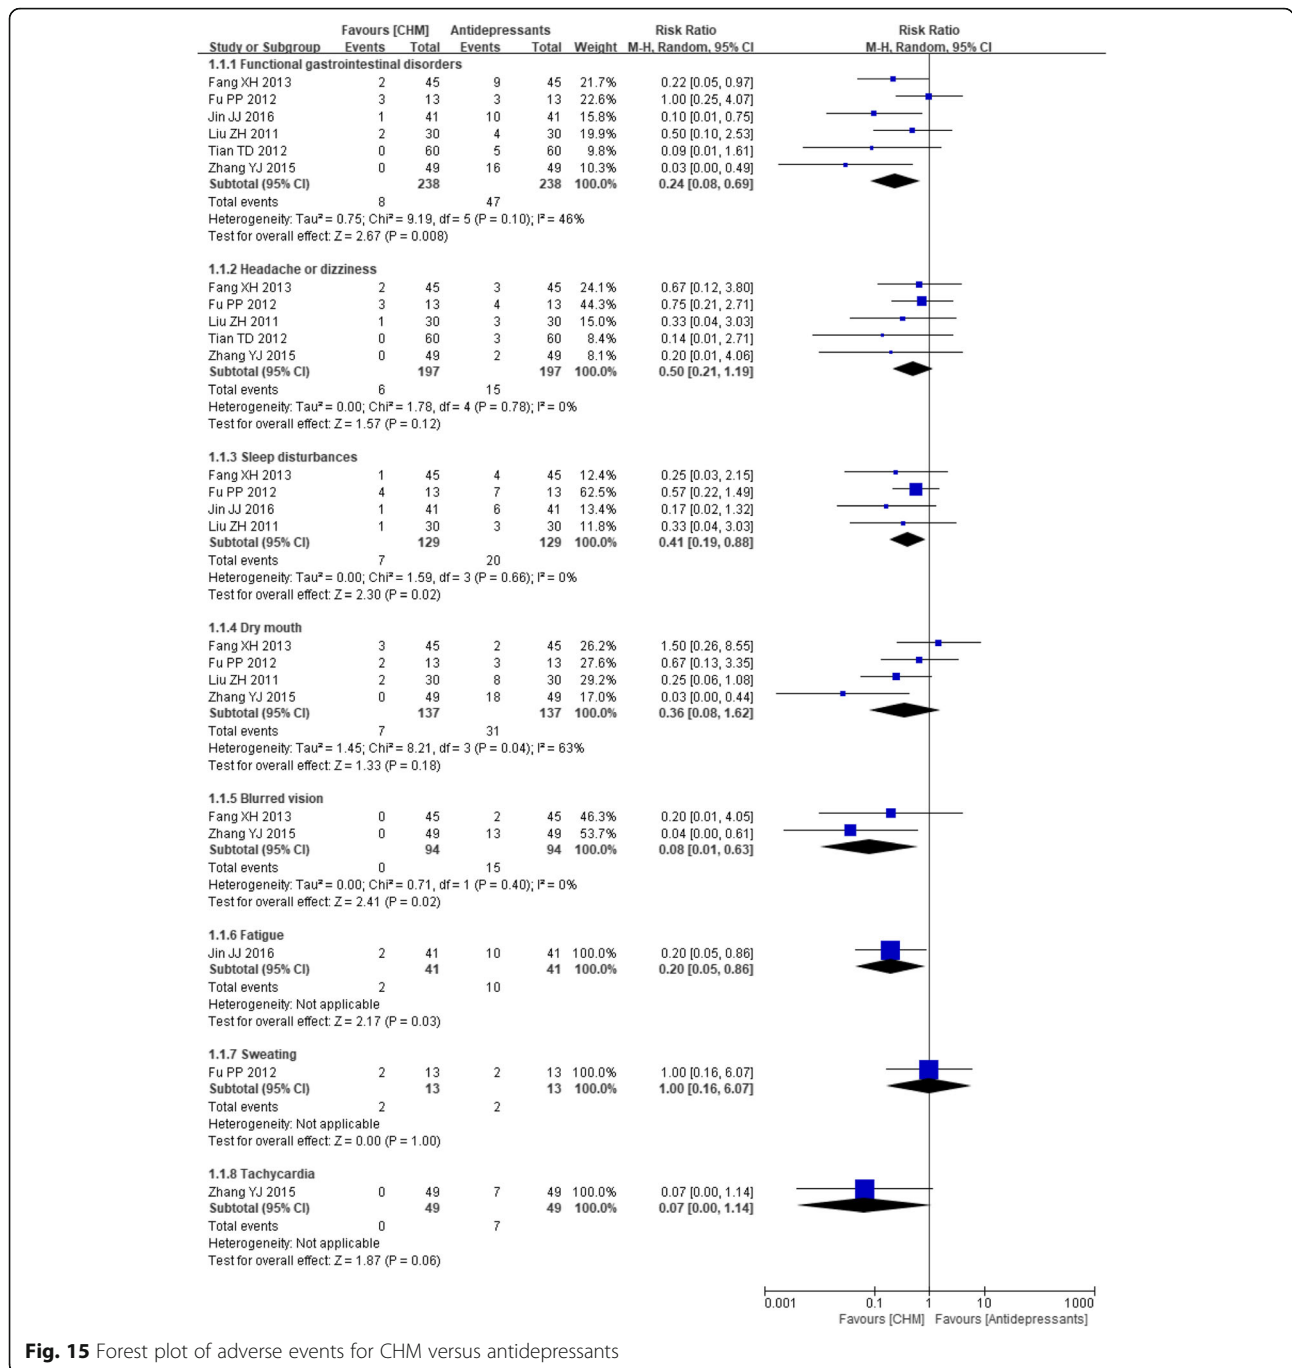 Favours [CHM] Antidepressants Risk Ratio Risk Ratio
Study or Subgroup Events Total Events Total Weight M-H, Random, 95% CI M-H, Random, 95% CI
1.1.1 Functional gastrointestinal disorders
Fang XH 2013 2 45 9 45 21.7% 0.22 [0.05, 0.97]
Fu PP 2012 3 13 3 13 22.6% 1.00 [0.25, 4.07]
Jin JJ 2016 1 41 10 41 15.8% 0.10 [0.01, 0.75]
Liu ZH 2011 2 30 4 30 19.9% 0.50 [0.10, 2.53]
Tian TD 2012 0 60 5 60 9.8% 0.09 [0.01, 1.61]
Zhang YJ 2015 0 49 16 49 10.3% 0.03 [0.00, 0.49]
Subtotal (95% CI) 238 238 100.0% 0.24 [0.08, 0.69]
Total events 8 47
Heterogeneity: Tau² = 0.75; Chi² = 9.19, df = 5 (P = 0.10); I² = 46%
Test for overall effect: Z = 2.67 (P = 0.008)
1.1.2 Headache or dizziness
Fang XH 2013 2 45 3 45 24.1% 0.67 [0.12, 3.80]
Fu PP 2012 3 13 4 13 44.3% 0.75 [0.21, 2.71]
Liu ZH 2011 1 30 3 30 15.0% 0.33 [0.04, 3.03]
Tian TD 2012 0 60 3 60 8.4% 0.14 [0.01, 2.71]
Zhang YJ 2015 0 49 2 49 8.1% 0.20 [0.01, 4.06]
Subtotal (95% CI) 197 197 100.0% 0.50 [0.21, 1.19]
Total events 6 15
Heterogeneity: Tau² = 0.00; Chi² = 1.78, df = 4 (P = 0.78); I² = 0%
Test for overall effect: Z = 1.57 (P = 0.12)
1.1.3 Sleep disturbances
Fang XH 2013 1 45 4 45 12.4% 0.25 [0.03, 2.15]
Fu PP 2012 4 13 7 13 62.5% 0.57 [0.22, 1.49]
Jin JJ 2016 1 41 6 41 13.4% 0.17 [0.02, 1.32]
Liu ZH 2011 1 30 3 30 11.8% 0.33 [0.04, 3.03]
Subtotal (95% CI) 129 129 100.0% 0.41 [0.19, 0.88]
Total events 7 20
Heterogeneity: Tau² = 0.00; Chi² = 1.59, df = 3 (P = 0.66); I² = 0%
Test for overall effect: Z = 2.30 (P = 0.02)
1.1.4 Dry mouth
Fang XH 2013 3 45 2 45 26.2% 1.50 [0.26, 8.55]
Fu PP 2012 2 13 3 13 27.6% 0.67 [0.13, 3.35]
Liu ZH 2011 2 30 8 30 29.2% 0.25 [0.06, 1.08]
Zhang YJ 2015 0 49 18 49 17.0% 0.03 [0.00, 0.44]
Subtotal (95% CI) 137 137 100.0% 0.36 [0.08, 1.62]
Total events 7 31
Heterogeneity: Tau² = 1.45; Chi² = 8.21, df = 3 (P = 0.04); I² = 63%
Test for overall effect: Z = 1.33 (P = 0.18)
1.1.5 Blurred vision
Fang XH 2013 0 45 2 45 46.3% 0.20 [0.01, 4.05]
Zhang YJ 2015 0 49 13 49 53.7% 0.04 [0.00, 0.61]
Subtotal (95% CI) 94 94 100.0% 0.08 [0.01, 0.63]
Total events 0 15
Heterogeneity: Tau² = 0.00; Chi² = 0.71, df = 1 (P = 0.40); I² = 0%
Test for overall effect: Z = 2.41 (P = 0.02)
1.1.6 Fatigue
Jin JJ 2016 2 41 10 41 100.0% 0.20 [0.05, 0.86]
Subtotal (95% CI) 41 41 100.0% 0.20 [0.05, 0.86]
Total events 2 10
Heterogeneity: Not applicable
Test for overall effect: Z = 2.17 (P = 0.03)
1.1.7 Sweating
Fu PP 2012 2 13 2 13 100.0% 1.00 [0.16, 6.07]
Subtotal (95% CI) 13 13 100.0% 1.00 [0.16, 6.07]
Total events 2 2
Heterogeneity: Not applicable
Test for overall effect: Z = 0.00 (P = 1.00)
1.1.8 Tachycardia
Zhang YJ 2015 0 49 7 49 100.0% 0.07 [0.00, 1.14]
Subtotal (95% CI) 49 49 100.0% 0.07 [0.00, 1.14]
Total events 0 7
Heterogeneity: Not applicable
Test for overall effect: Z = 1.87 (P = 0.06)
0.001 0.1 1 10 1000
Favours [CHM] Favours [Antidepressants]
Fig. 15 Forest plot of adverse events for CHM versus antidepressants